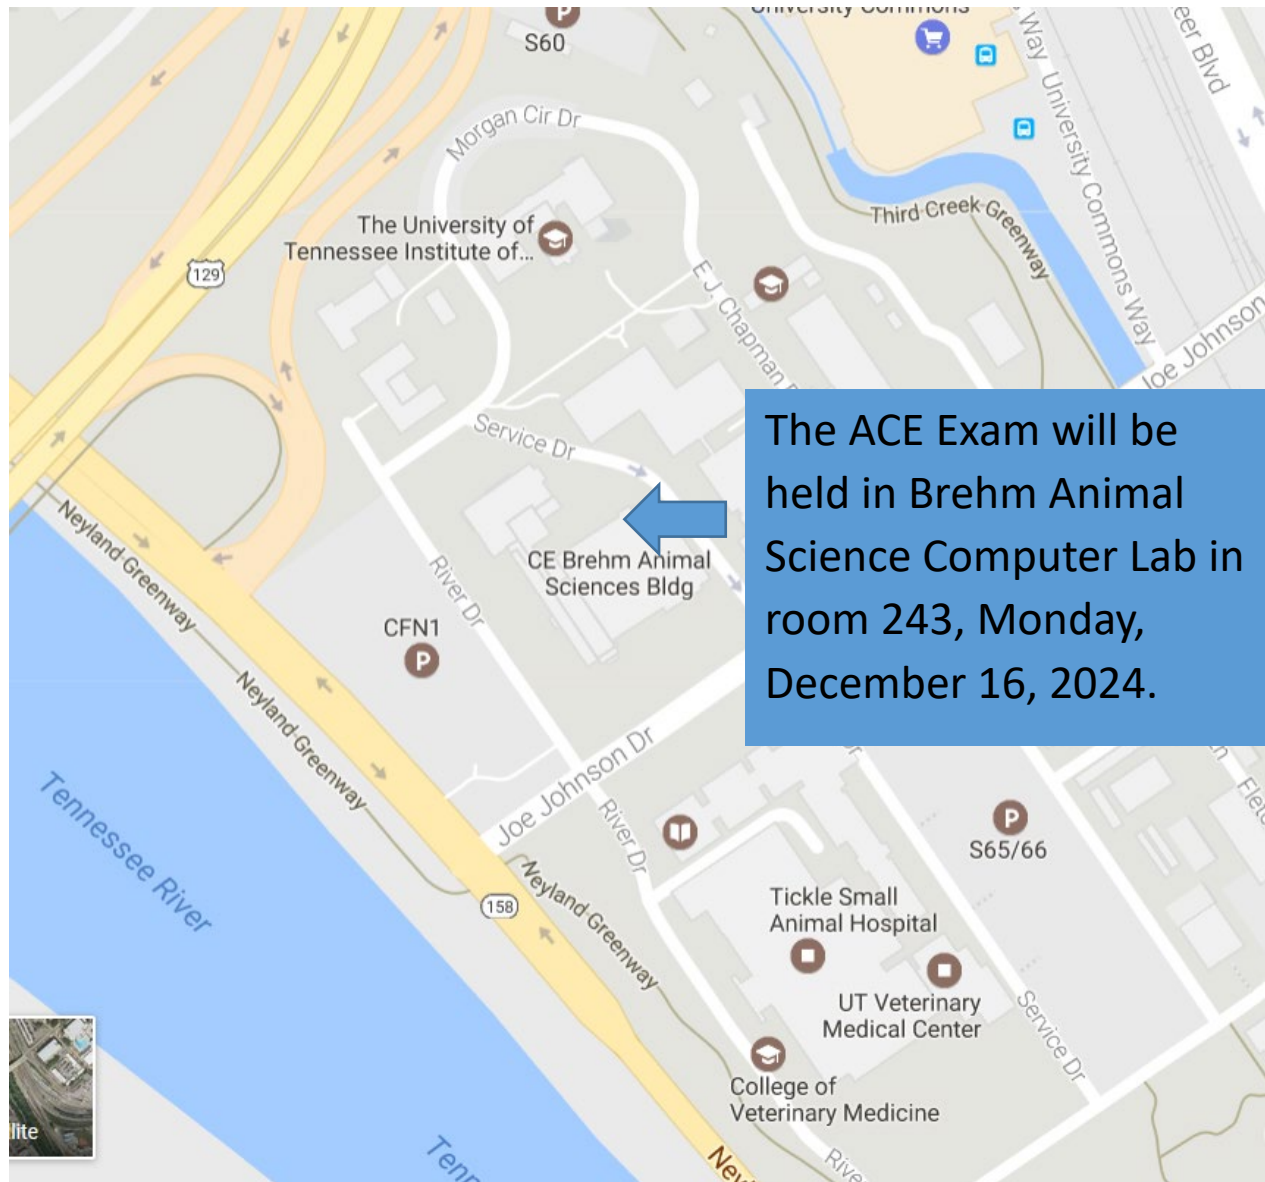 University Commons
S60
Way
University Commons Way
Morgan Cir Dr
Third Creek Greenway
The University of
Tennessee Institute of...
129
E.J. Chapman
Joe Johnson
Service Dr
The ACE Exam will be
held in Brehm Animal
Science Computer Lab in
room 243, Monday,
December 16, 2024.
Neyland Greenway
CE Brehm Animal
Sciences Bldg
River Dr
CFN1
P
Neyland Greenway
Joe Johnson Dr
Tennessee River
River Dr
P
S65/66
158
Neyland Greenway
Tickle Small
Animal Hospital
UT Veterinary
Medical Center
Service Dr
College of
Veterinary Medicine